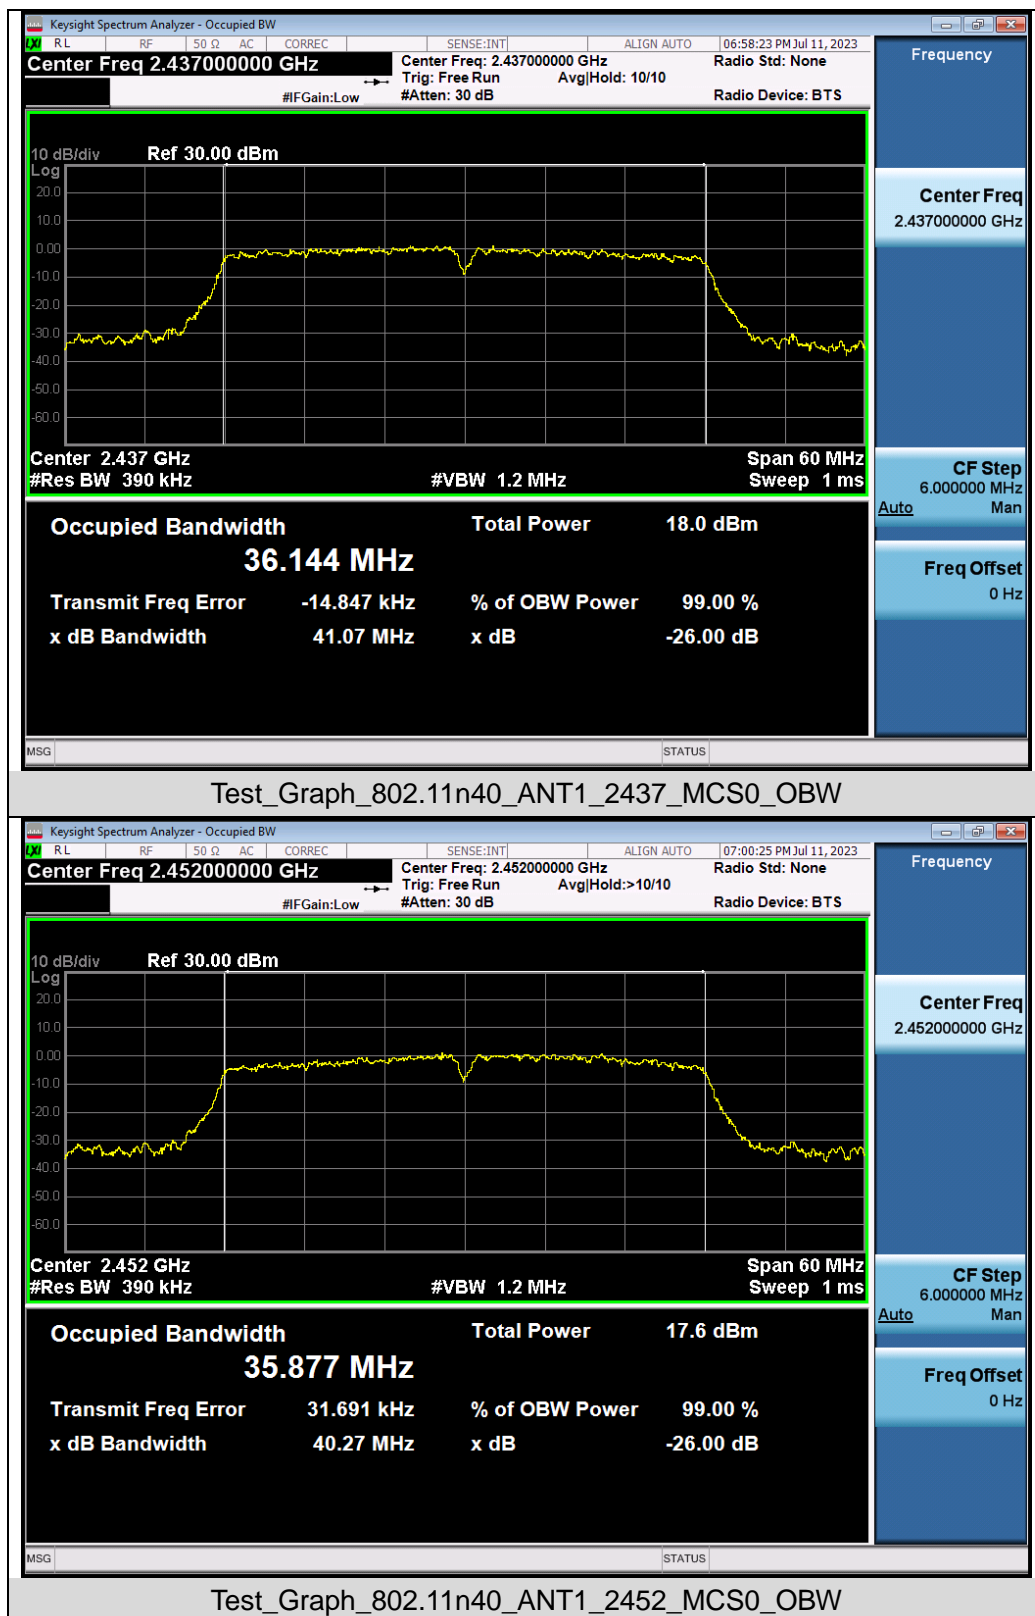 Keysight Spectrum Analyzer - Occupied BW
LXI RL RF 50 Ω AC CORREC SENSE:INT ALIGN AUTO 06:58:23 PM Jul 11, 2023
Center Freq 2.437000000 GHz
Center Freq: 2.437000000 GHz
Radio Std: None
Trig: Free Run Avg|Hold: 10/10
#IFGain:Low #Atten: 30 dB Radio Device: BTS
Frequency
10 dB/div Ref 30.00 dBm
Log
20.0
10.0
0.00
-10.0
-20.0
-30.0
-40.0
-50.0
-60.0
Center 2.437 GHz Span 60 MHz
#Res BW 390 kHz #VBW 1.2 MHz Sweep 1 ms
Center Freq
2.437000000 GHz
CF Step
6.000000 MHz
Auto Man
Freq Offset
0 Hz
Occupied Bandwidth Total Power 18.0 dBm
36.144 MHz
Transmit Freq Error -14.847 kHz % of OBW Power 99.00 %
x dB Bandwidth 41.07 MHz x dB -26.00 dB
MSG STATUS
Test_Graph_802.11n40_ANT1_2437_MCS0_OBW
Keysight Spectrum Analyzer - Occupied BW
LXI RL RF 50 Ω AC CORREC SENSE:INT ALIGN AUTO 07:00:25 PM Jul 11, 2023
Center Freq 2.452000000 GHz
Center Freq: 2.452000000 GHz
Radio Std: None
Trig: Free Run Avg|Hold:>10/10
#IFGain:Low #Atten: 30 dB Radio Device: BTS
Frequency
10 dB/div Ref 30.00 dBm
Log
20.0
10.0
0.00
-10.0
-20.0
-30.0
-40.0
-50.0
-60.0
Center 2.452 GHz Span 60 MHz
#Res BW 390 kHz #VBW 1.2 MHz Sweep 1 ms
Center Freq
2.452000000 GHz
CF Step
6.000000 MHz
Auto Man
Freq Offset
0 Hz
Occupied Bandwidth Total Power 17.6 dBm
35.877 MHz
Transmit Freq Error 31.691 kHz % of OBW Power 99.00 %
x dB Bandwidth 40.27 MHz x dB -26.00 dB
MSG STATUS
Test_Graph_802.11n40_ANT1_2452_MCS0_OBW